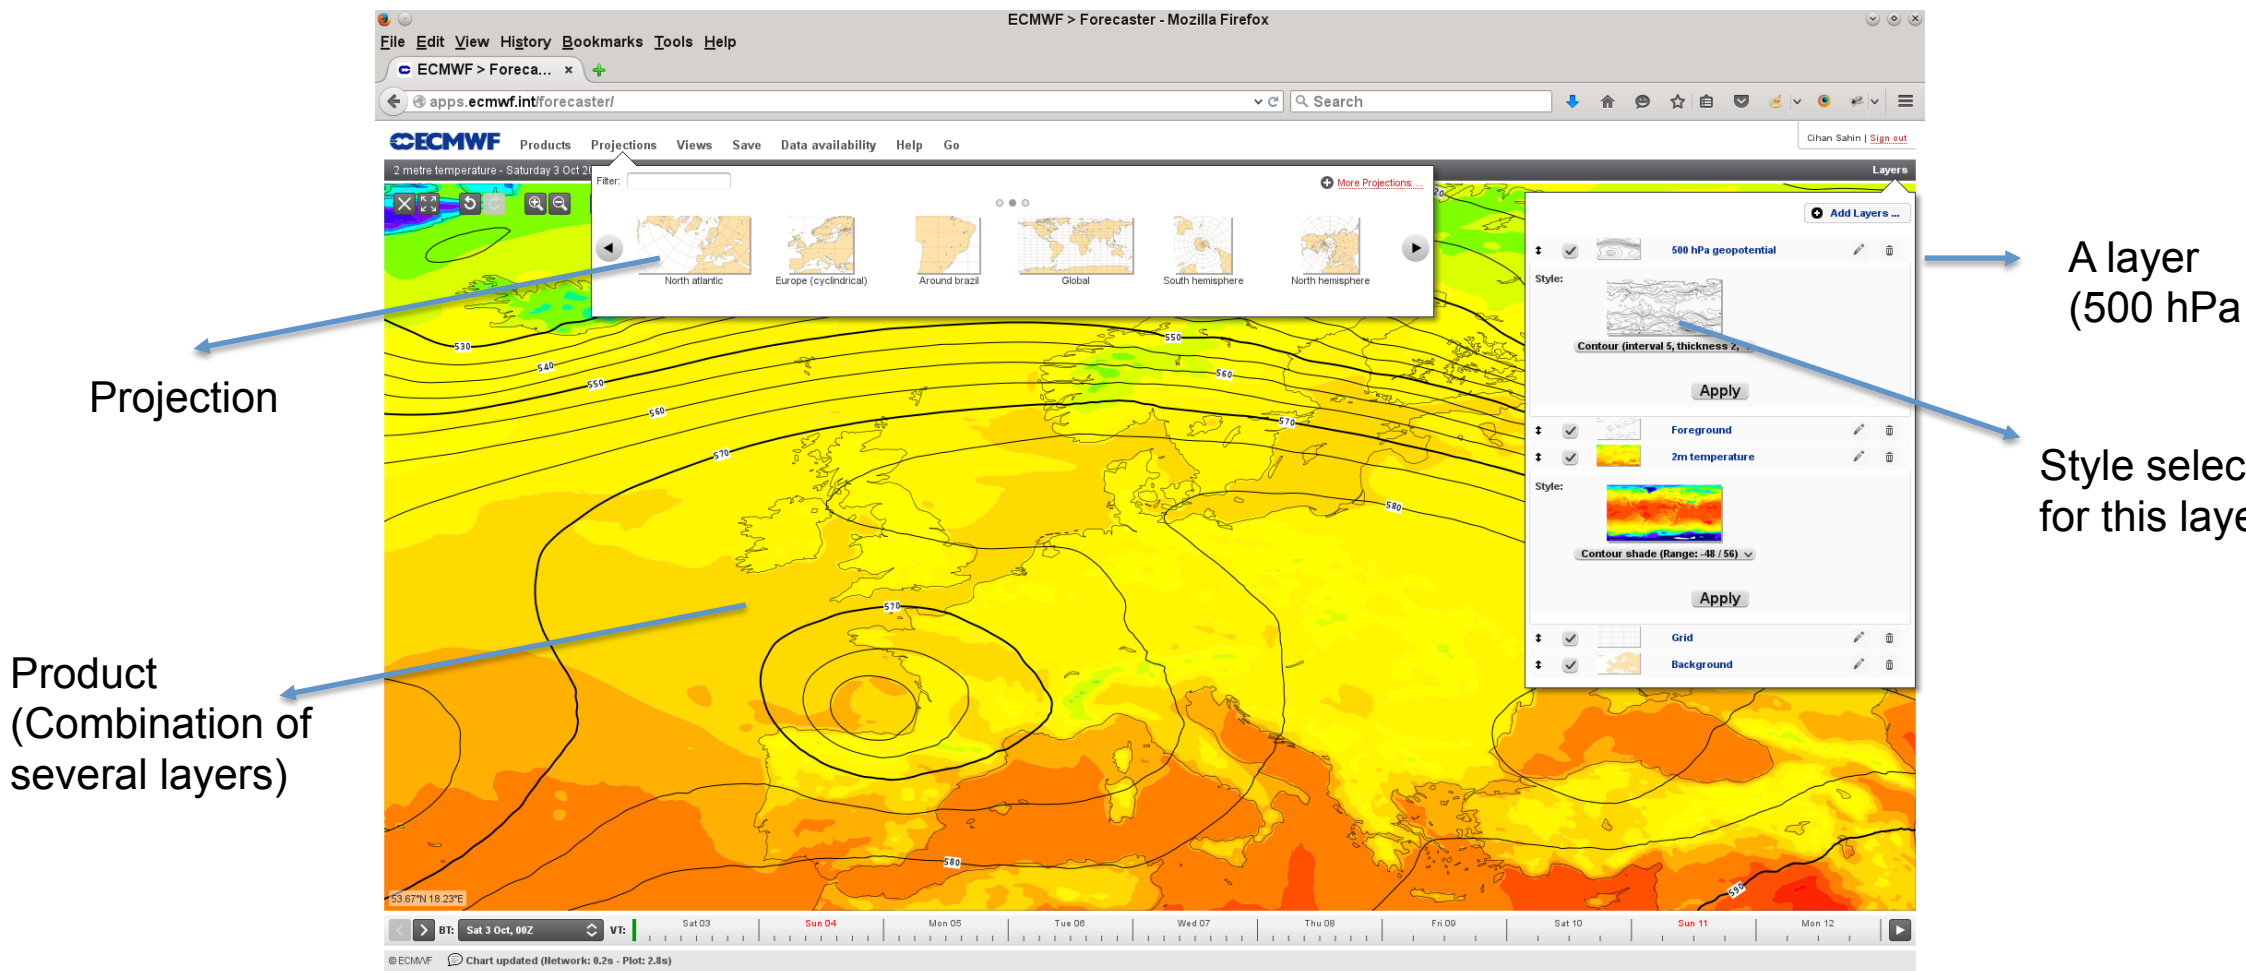 ECMWF > Forecaster - Mozilla Firefox
File Edit View History Bookmarks Tools Help
ECMWF > Foreca...
apps.ecmwf.int/forecaster/
Search
ECMWF Products Projections Views Save Data availability Help Go
Cihan Sahin | Sign out
2 metre temperature - Saturday 3 Oct 20
Layers
Filter:
More Projections ...
North atlantic Europe (cyclindrical) Around brazil Global South hemisphere North hemisphere
Add Layers ...
500 hPa geopotential
Style:
Contour (interval 5, thickness 2,
Apply
Foreground
2m temperature
Style:
Contour shade (Range: -48 / 56)
Apply
Grid
Background
A layer
(500 hPa
Style selec
for this laye
Projection
Product
(Combination of
several layers)
530
540
550
560
570
550
560
570
580
570
580
590
53.67°N 18.23°E
BT: Sat 3 Oct, 00Z VT: Sat 03 Sun 04 Mon 05 Tue 06 Wed 07 Thu 08 Fri 09 Sat 10 Sun 11 Mon 12
© ECMWF Chart updated (Network: 0.2s - Plot: 2.8s)